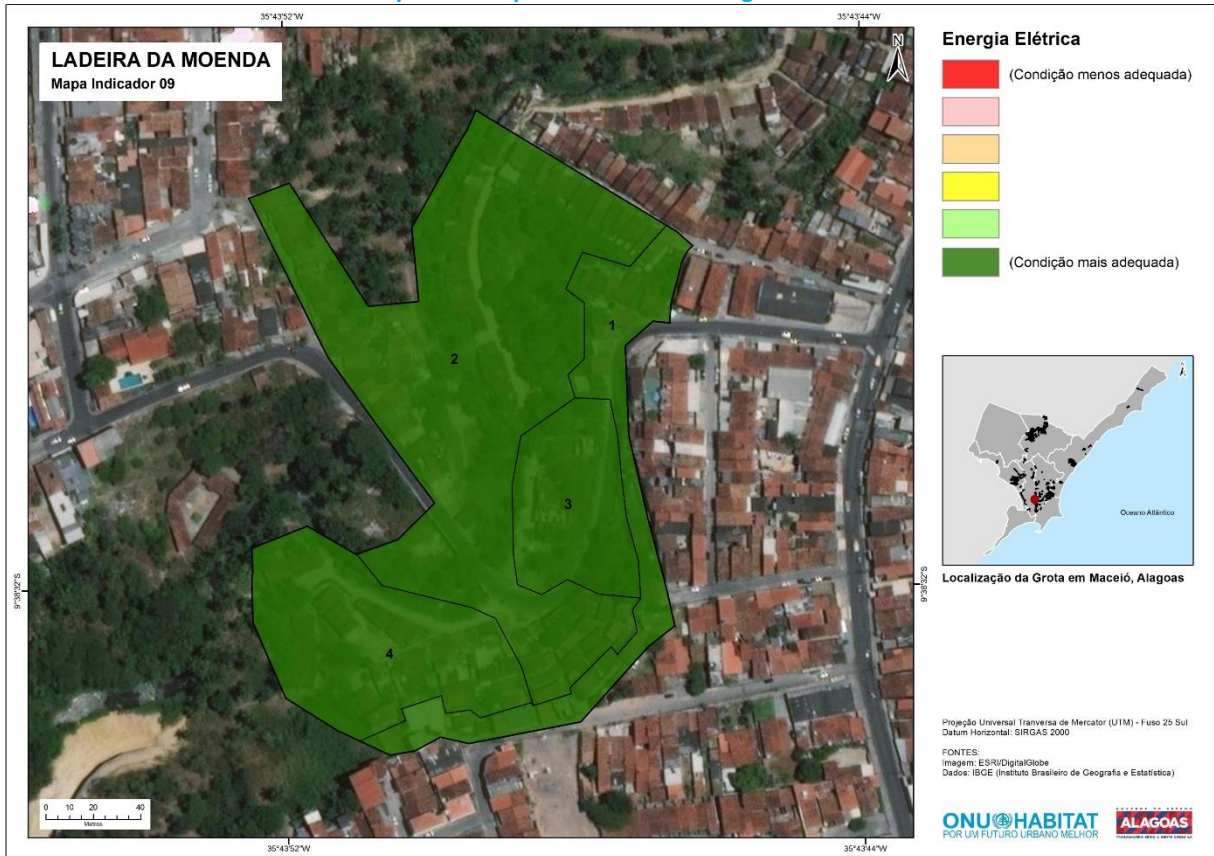 35°43'52"W
35°43'44"W
LADEIRA DA MOENDA
Mapa Indicador 09
N
Energia Elétrica
(Condição menos adequada)
(Condição mais adequada)
1
2
3
4
9°38'32"S
9°38'32"S
Oceano Atlântico
Localização da Grota em Maceió, Alagoas
0 10 20 40
Metros
35°43'52"W
35°43'44"W
Projeção Universal Tranversa de Mercator (UTM) - Fuso 25 Sul
Datum Horizontal: SIRGAS 2000
FONTES:
Imagem: ESRI/DigitalGlobe
Dados: IBGE (Instituto Brasileiro de Geografia e Estatística)
ONU HABITAT
POR UM FUTURO URBANO MELHOR
ALAGOAS